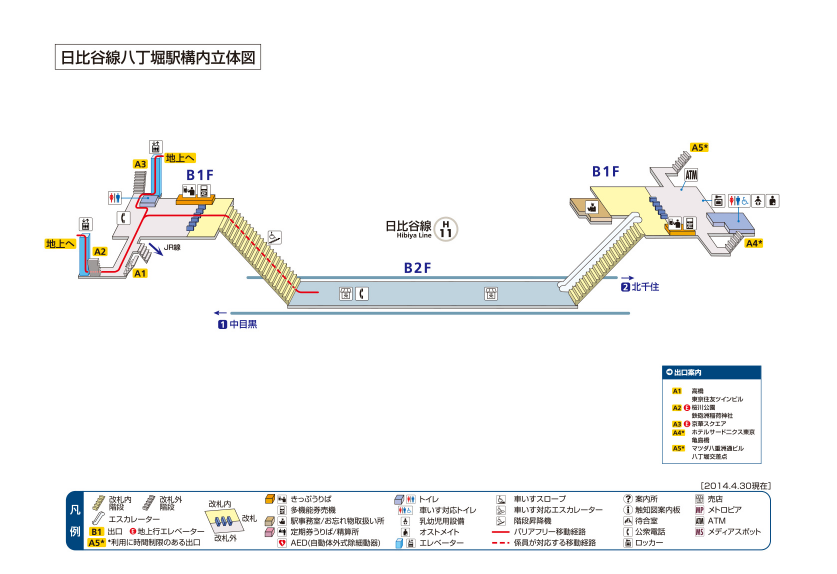 日比谷線八丁堀駅構内立体図
A5*
A3
地上へ
B1F
B1F
ATM
地上へ
A2
JR線
A1
日比谷線
Hibiya Line
H
11
A4*
B2F
2 北千住
1 中目黒
出口案内
A1 高橋
東京住友ツインビル
A2 E 桜川公園
鉄砲洲稲荷神社
A3 E 京華スクエア
A4* ホテルサードニクス東京
亀島橋
A5* マツダ八重洲通ビル
八丁堀交差点
[2014.4.30現在]
凡例
改札内階段
改札外階段
エスカレーター
B1 出口 E 地上行エレベーター
A5* *利用に時間制限のある出口
改札内
改札
改札外
きっぷうりば
多機能券売機
駅事務室/お忘れ物取扱い所
定期券うりば/精算所
AED(自動体外式除細動器)
トイレ
車いす対応トイレ
乳幼児用設備
オストメイト
エレベーター
車いすスロープ
車いす対応エスカレーター
階段昇降機
バリアフリー移動経路
係員が対応する移動経路
? 案内所
触知図案内板
待合室
公衆電話
ロッカー
売店
MP メトロピア
ATM ATM
MS メディアスポット